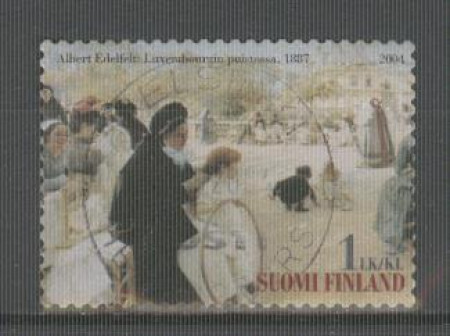 Albert Edelfelt: Luxembourgin puistossa, 1887 2004
1 LK/KL
SUOMI FINLAND